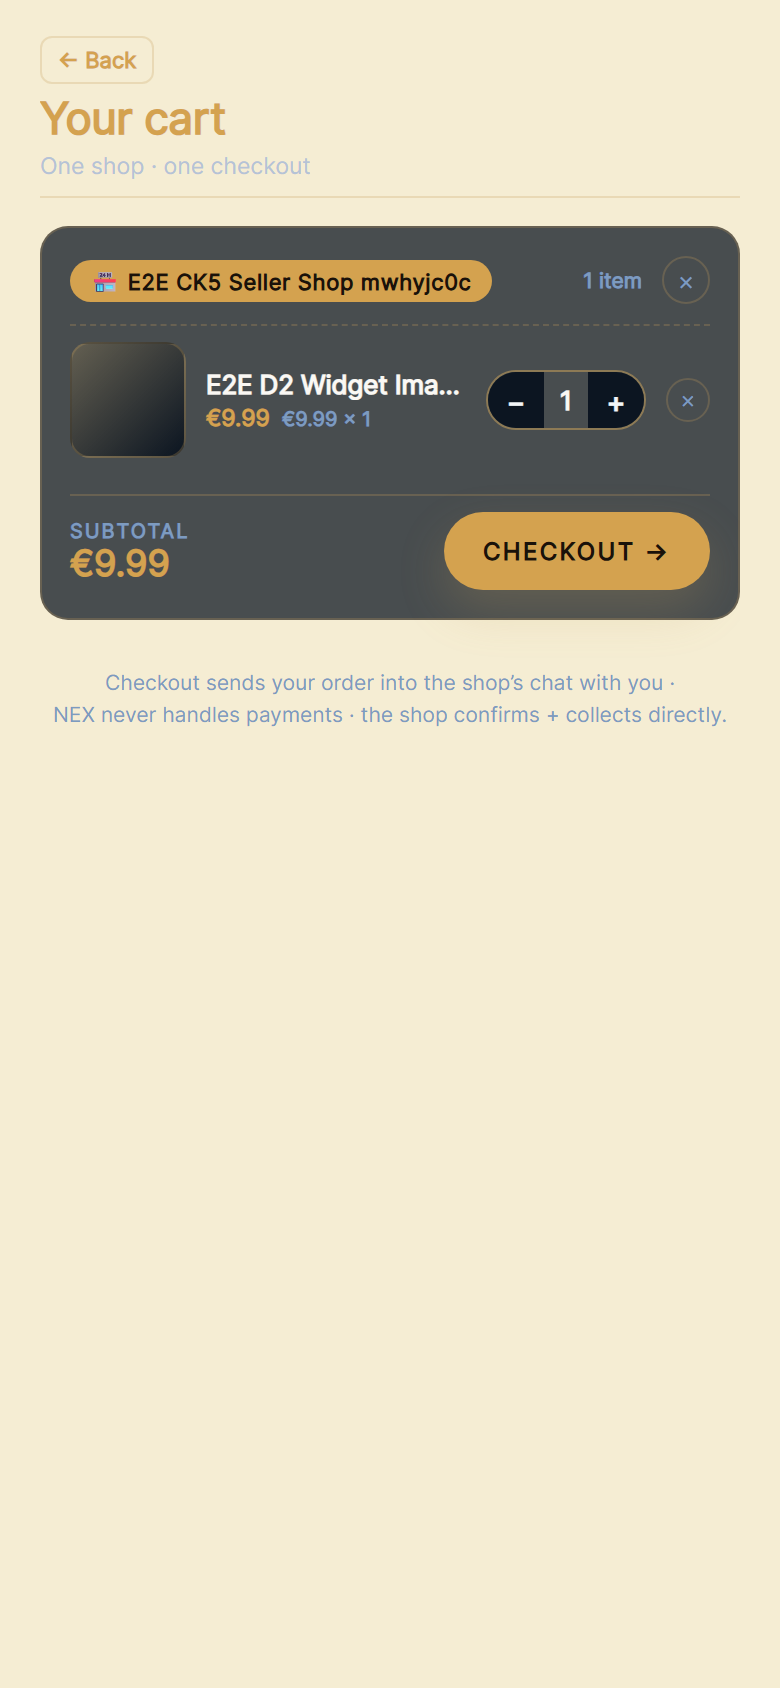 ← Back
Your cart
One shop · one checkout
E2E CK5 Seller Shop mwhyjc0c
1 item ×
E2E D2 Widget Ima...
€9.99 €9.99 × 1
– 1 + ×
SUBTOTAL
€9.99
CHECKOUT →
Checkout sends your order into the shop’s chat with you ·
NEX never handles payments · the shop confirms + collects directly.